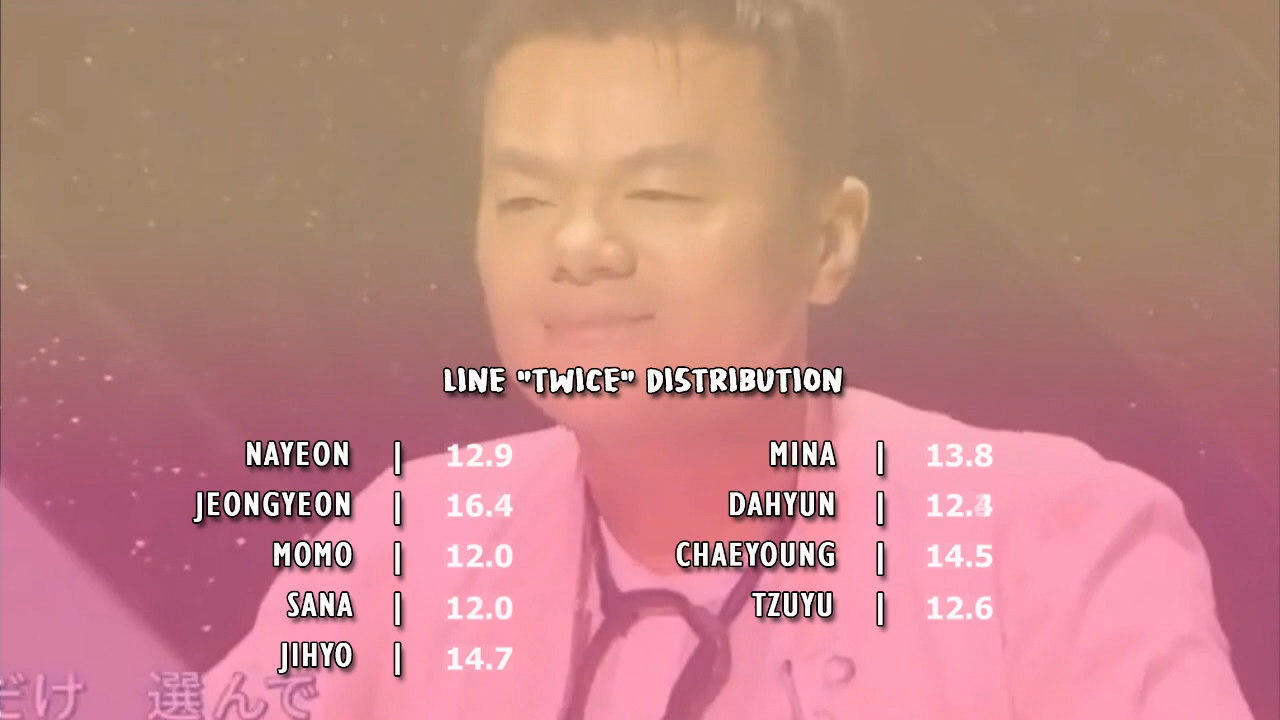 LINE "TWICE" DISTRIBUTION
NAYEON | 12.9
JEONGYEON | 16.4
MOMO | 12.0
SANA | 12.0
JIHYO | 14.7
MINA | 13.8
DAHYUN |
CHAEYOUNG | 14.5
TZUYU | 12.6
だけ 選んで